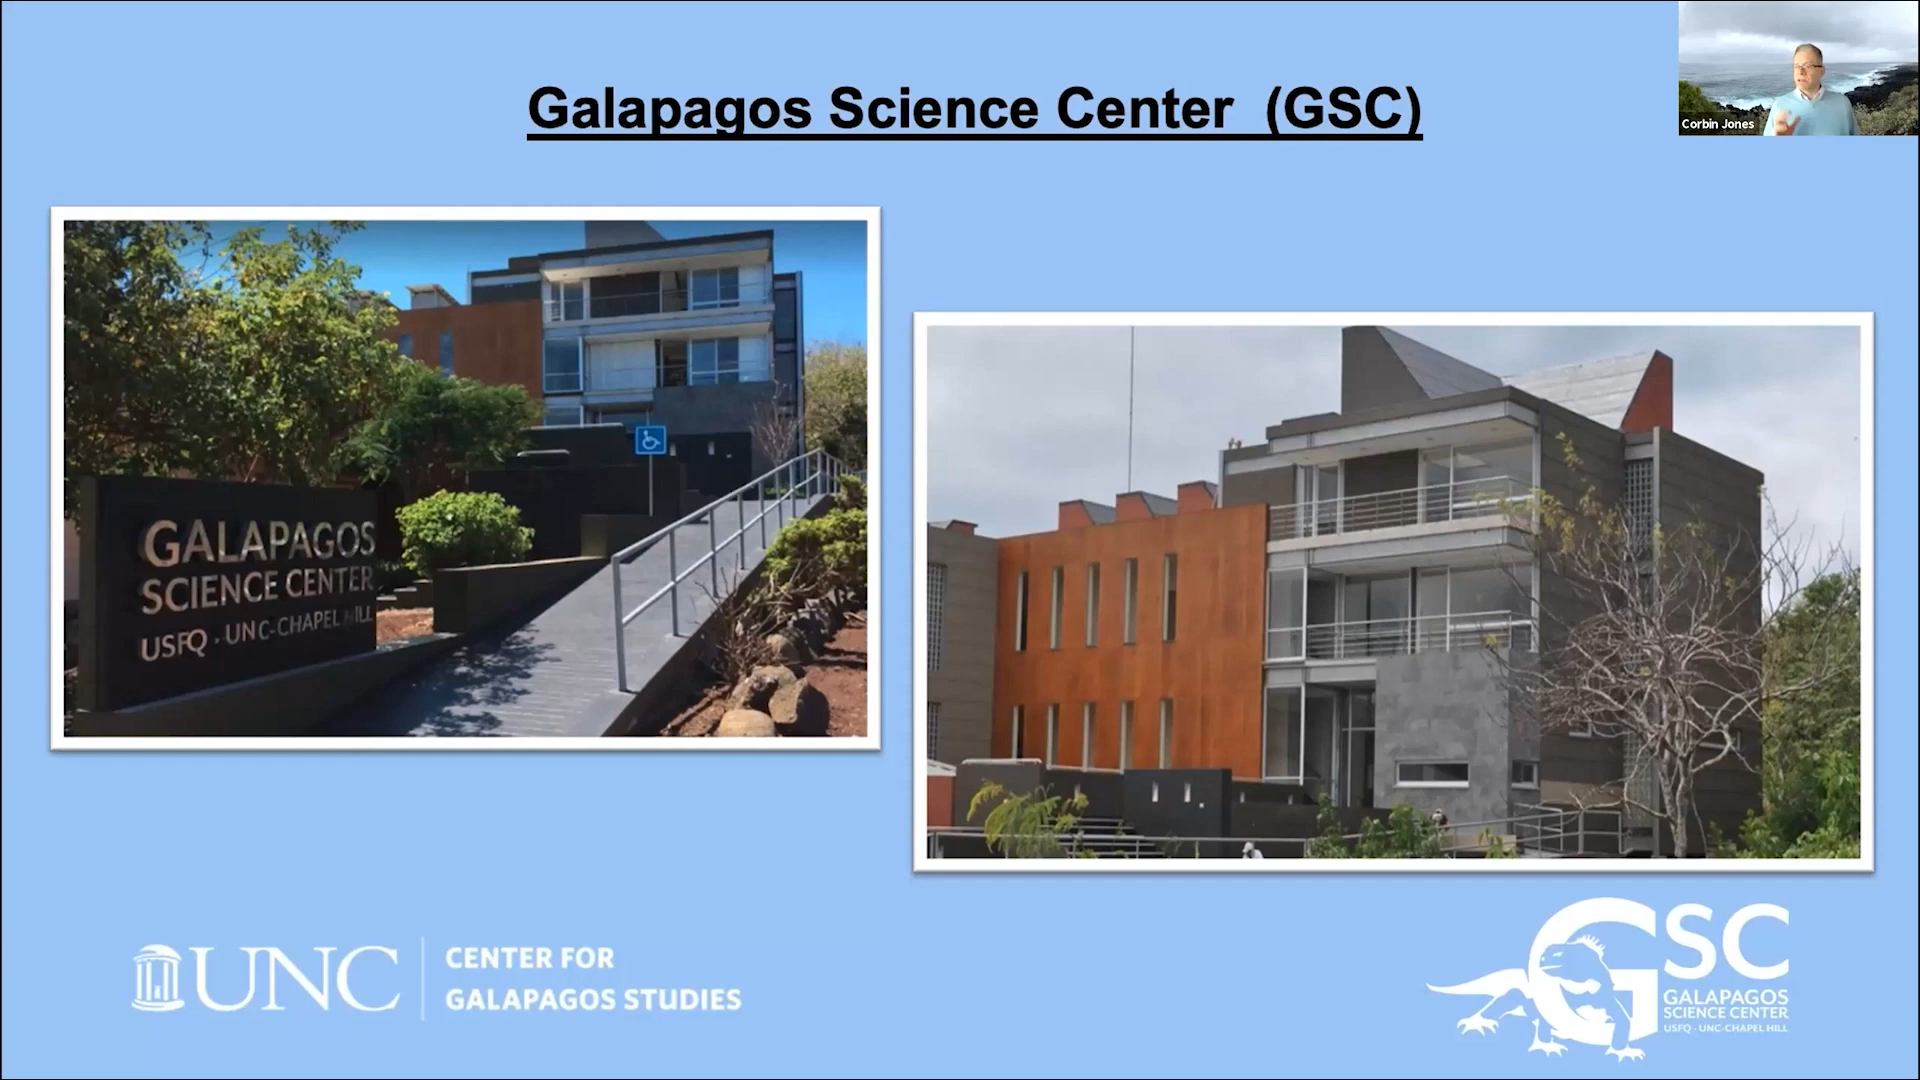 Galapagos Science Center (GSC)
Corbin Jones
GALAPAGOS
SCIENCE CENTER
USFQ - UNC-CHAPEL HILL
UNC
CENTER FOR
GALAPAGOS STUDIES
GSC
GALAPAGOS
SCIENCE CENTER
USFQ - UNC-CHAPEL HILL